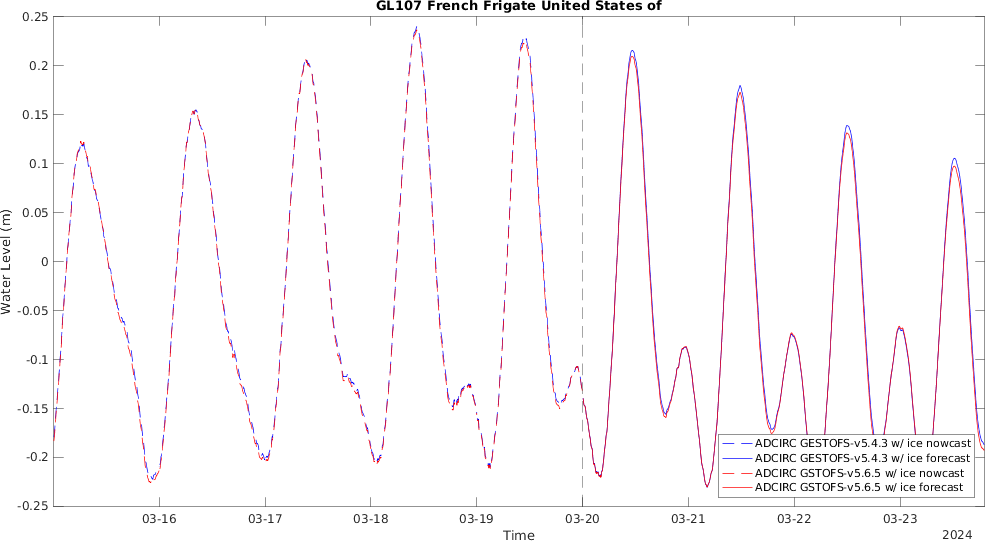 GL107 French Frigate United States of
0.25
0.2
0.15
0.1
0.05
0
-0.05
-0.1
-0.15
-0.2
-0.25
Water Level (m)
03-16 03-17 03-18 03-19 03-20 03-21 03-22 03-23
Time
2024
ADCIRC GESTOFS-v5.4.3 w/ ice nowcast
ADCIRC GESTOFS-v5.4.3 w/ ice forecast
ADCIRC GSTOFS-v5.6.5 w/ ice nowcast
ADCIRC GSTOFS-v5.6.5 w/ ice forecast